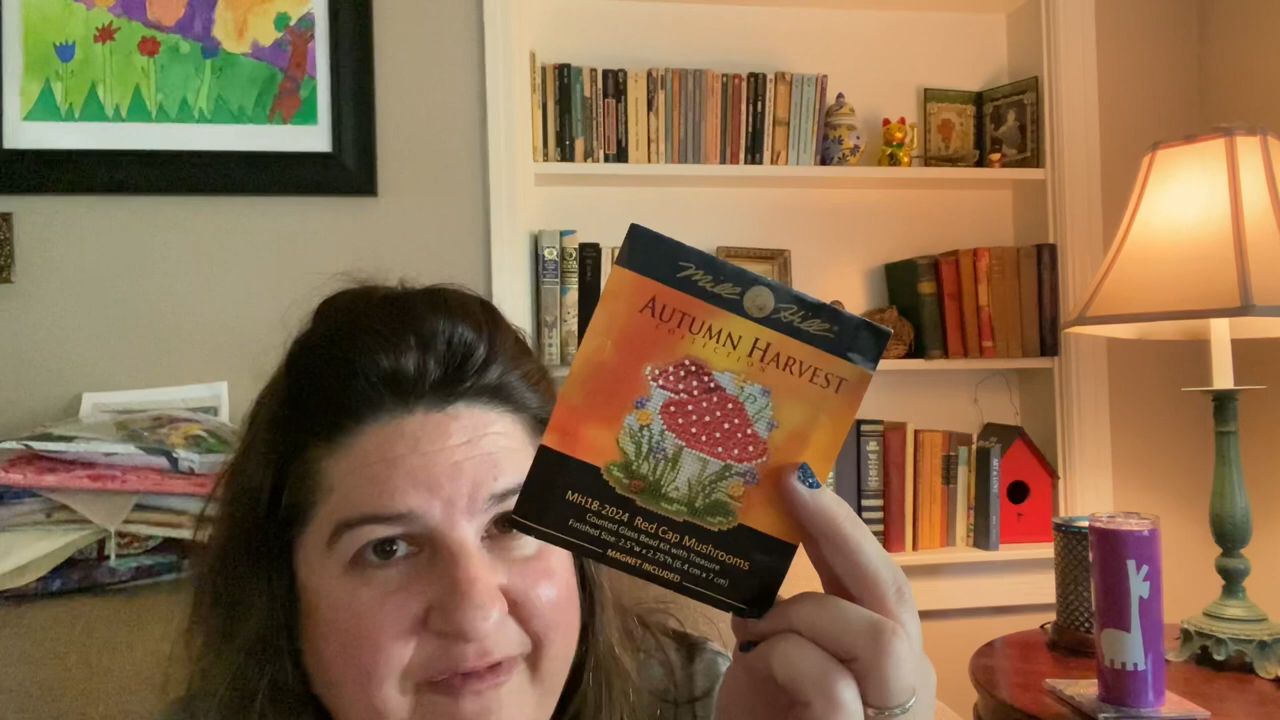 Mill Hill®
AUTUMN HARVEST
COLLECTION
MH18-2024 Red Cap Mushrooms
Counted Glass Bead Kit with Treasure
Finished Size: 2.5"w x 2.75"h (6.4 cm x 7 cm)
MAGNET INCLUDED